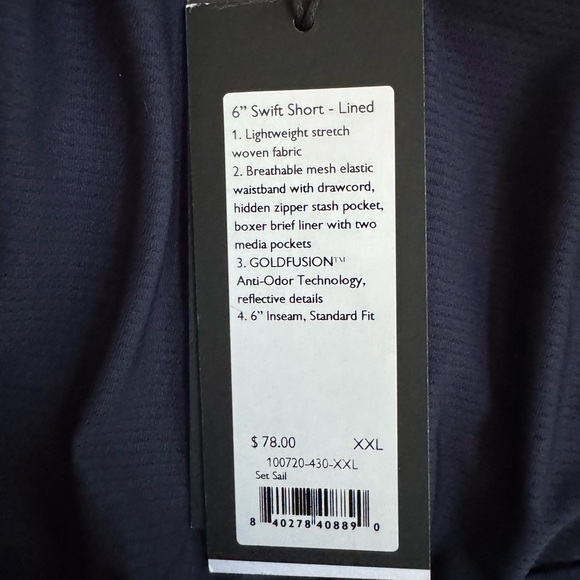 6” Swift Short - Lined
1. Lightweight stretch
woven fabric
2. Breathable mesh elastic
waistband with drawcord,
hidden zipper stash pocket,
boxer brief liner with two
media pockets
3. GOLDFUSION™
Anti-Odor Technology,
reflective details
4. 6” Inseam, Standard Fit
$ 78.00 XXL
100720-430-XXL
Set Sail
8 40278 40889 0